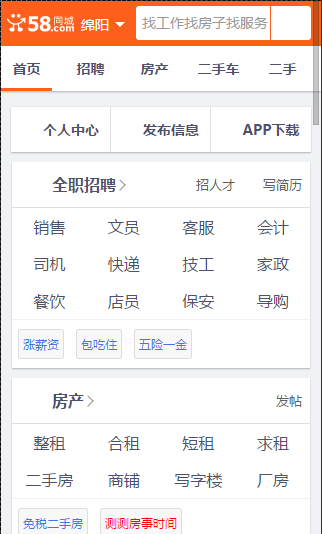 58同城.com 绵阳 找工作找房子找服务
首页 招聘 房产 二手车 二手
个人中心 发布信息 APP下载
全职招聘 招人才 写简历
销售 文员 客服 会计
司机 快递 技工 家政
餐饮 店员 保安 导购
涨薪资 包吃住 五险一金
房产 发帖
整租 合租 短租 求租
二手房 商铺 写字楼 厂房
免税二手房 测测房事时间